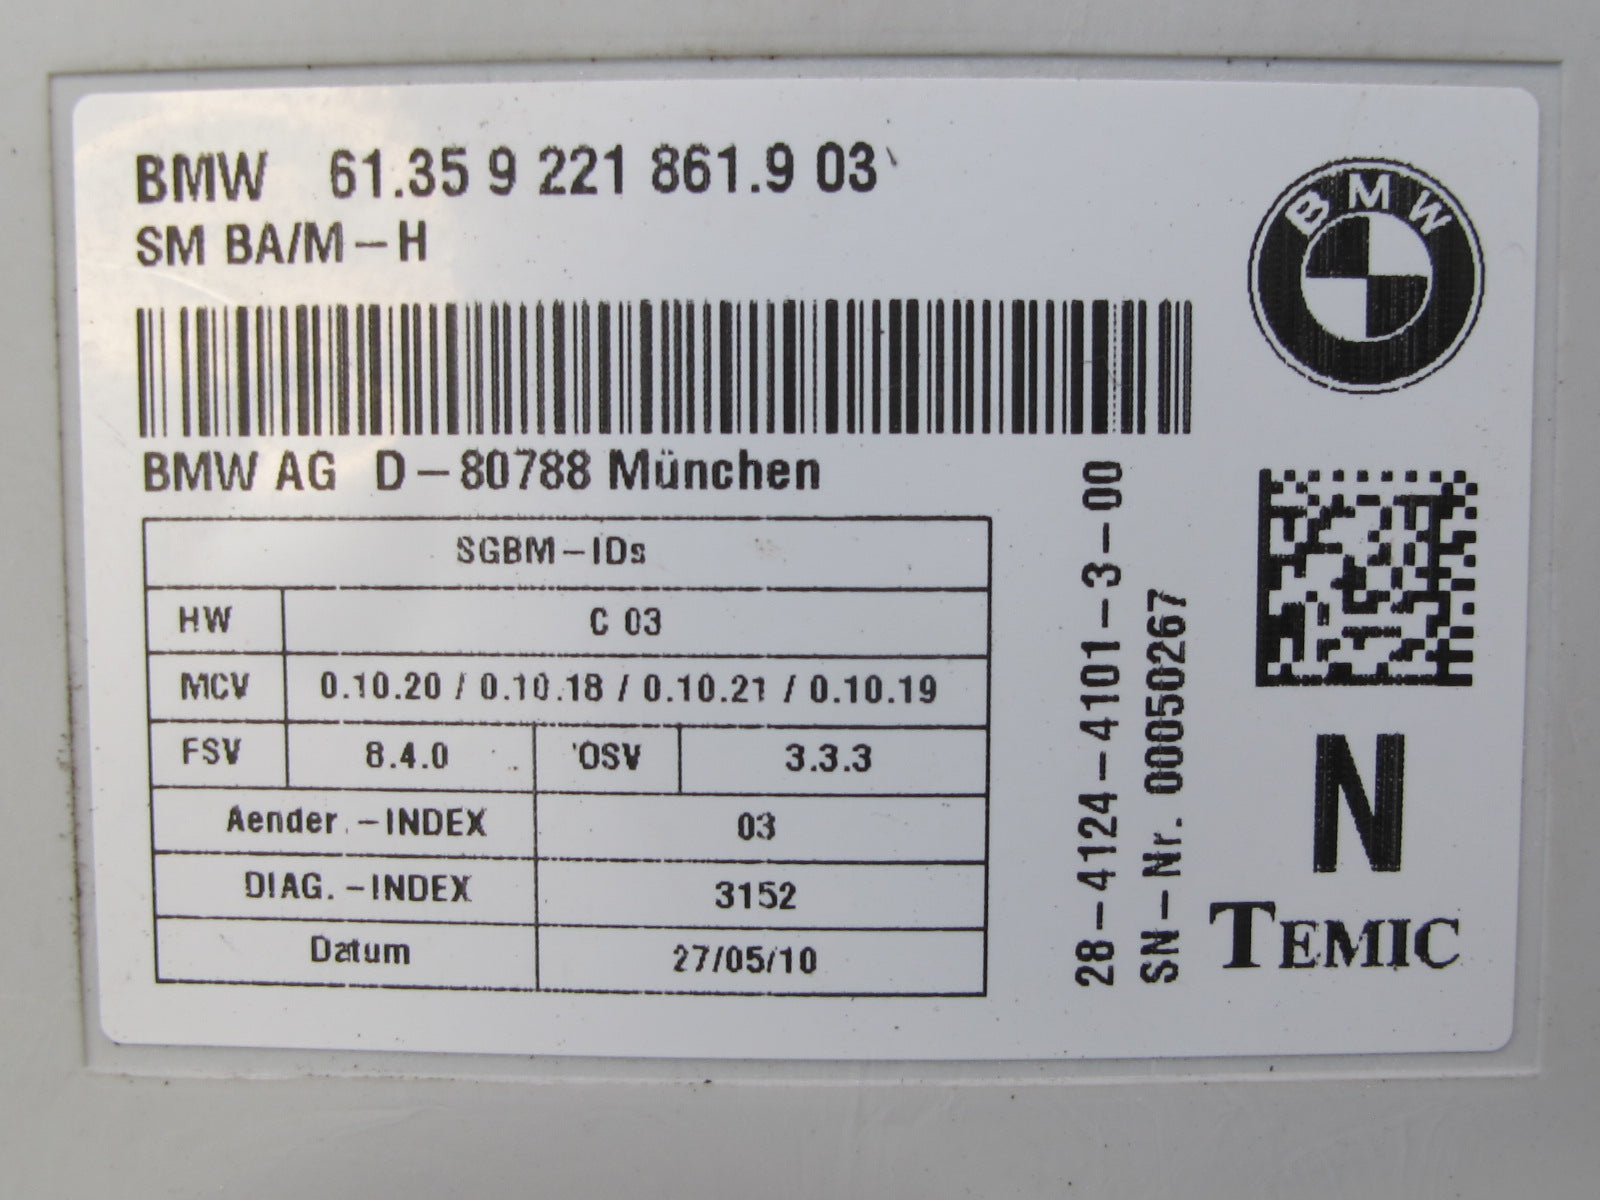 BMW 61.35 9 221 861.9 03
SM BA/M-H
BMW
BMW AG D-80788 München
SGBM-IDs
HW C 03
MCV 0.10.20 / 0.10.18 / 0.10.21 / 0.10.19
FSV 8.4.0 OSV 3.3.3
Aender.-INDEX 03
DIAG.-INDEX 3152
Datum 27/05/10
28-4124-4101-3-00
SN-Nr. 00050267
N
TEMIC